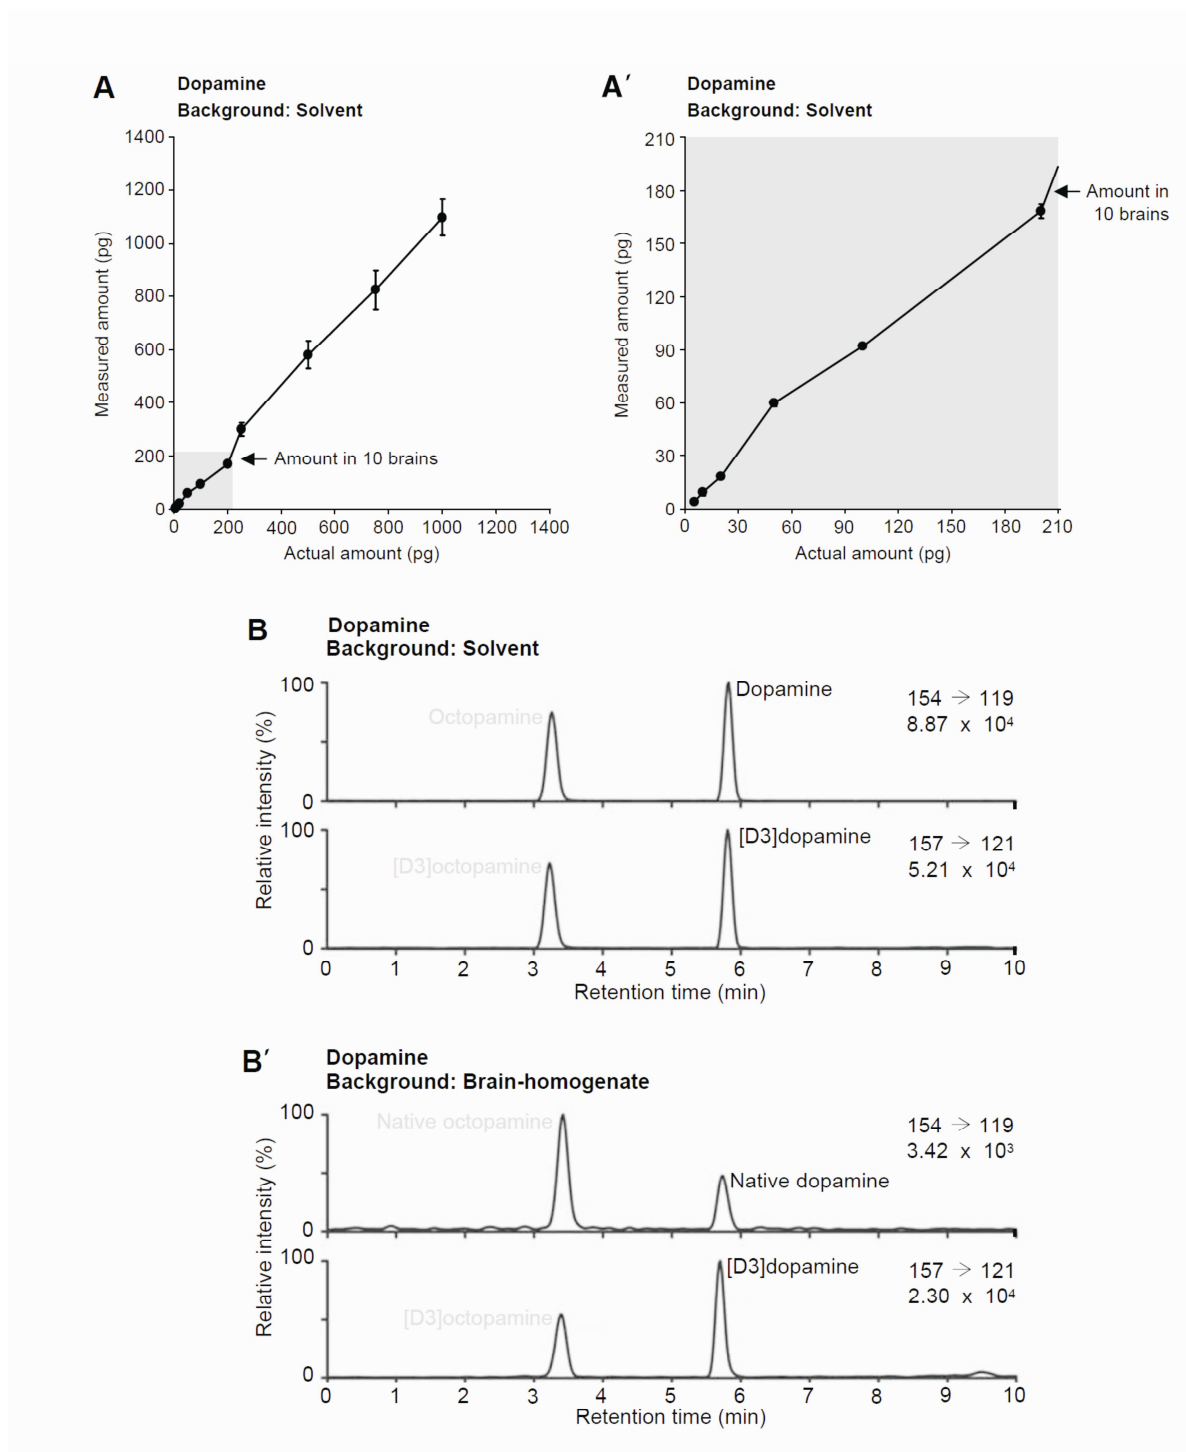 A
Dopamine
Background: Solvent
Measured amount (pg)
1400
1200
1000
800
600
400
200
0
Amount in 10 brains
0 200 400 600 800 1000 1200 1400
Actual amount (pg)
A′
Dopamine
Background: Solvent
Measured amount (pg)
210
180
150
120
90
60
30
0
Amount in
10 brains
0 30 60 90 120 150 180 210
Actual amount (pg)
B
Dopamine
Background: Solvent
Relative intensity (%)
100
0
Octopamine
Dopamine
154 → 119
8.87 x 10⁴
100
0
[D3]octopamine
[D3]dopamine
157 → 121
5.21 x 10⁴
0 1 2 3 4 5 6 7 8 9 10
Retention time (min)
B′
Dopamine
Background: Brain-homogenate
Relative intensity (%)
100
0
Native octopamine
Native dopamine
154 → 119
3.42 x 10³
100
0
[D3]octopamine
[D3]dopamine
157 → 121
2.30 x 10⁴
0 1 2 3 4 5 6 7 8 9 10
Retention time (min)